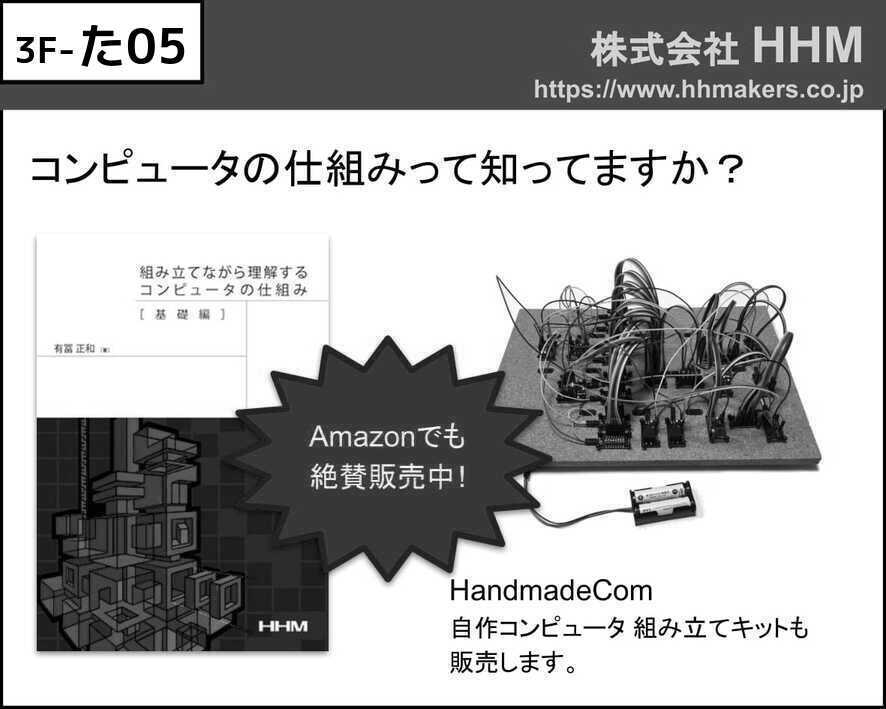 3F-た05
株式会社 HHM
https://www.hhmakers.co.jp
コンピュータの仕組みって知ってますか？
組み立てながら理解する
コンピュータの仕組み
[ 基礎編 ]
有冨 正和
HHM
Amazonでも
絶賛販売中!
HandmadeCom
自作コンピュータ 組み立てキットも
販売します。